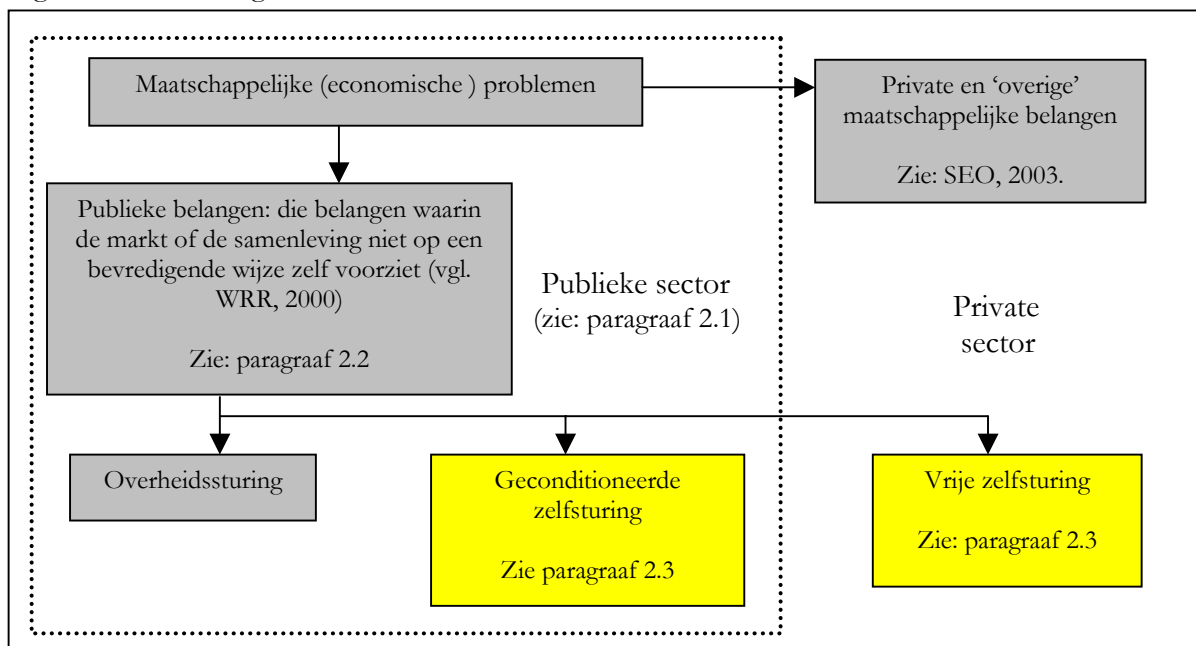 Maatschappelijke (economische ) problemen
Private en ‘overige’
maatschappelijke belangen
Zie: SEO, 2003.
Publieke belangen: die belangen waarin
de markt of de samenleving niet op een
bevredigende wijze zelf voorziet (vgl.
WRR, 2000)
Zie: paragraaf 2.2
Publieke sector
(zie: paragraaf 2.1)
Private
sector
Overheidssturing
Geconditioneerde
zelfsturing
Zie paragraaf 2.3
Vrije zelfsturing
Zie: paragraaf 2.3